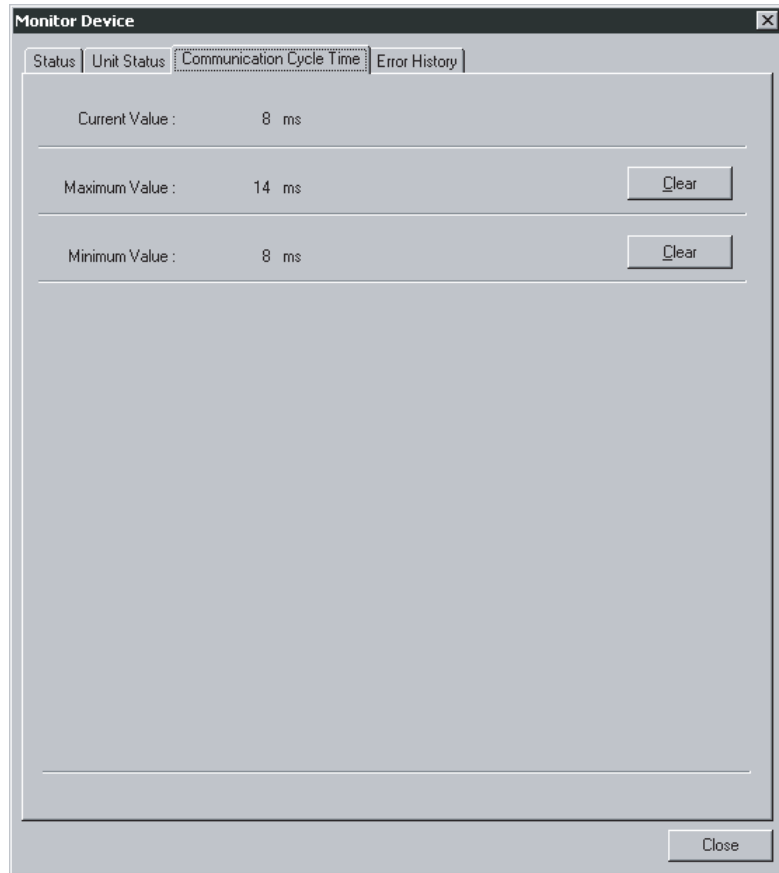 Monitor Device
Status Unit Status Communication Cycle Time Error History
Current Value : 8 ms
Maximum Value : 14 ms Clear
Minimum Value : 8 ms Clear
Close